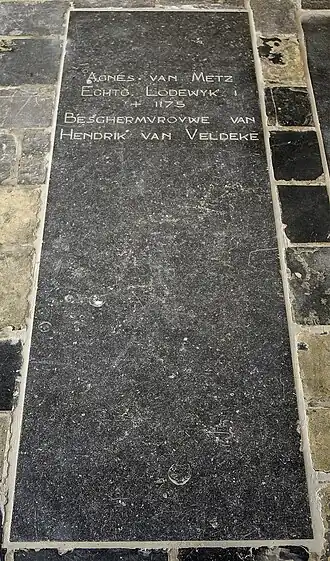 Agnes van Metz
Echtg. Lodewyk I
+ 1175
Beschermvrouwe van
Hendrik van Veldeke